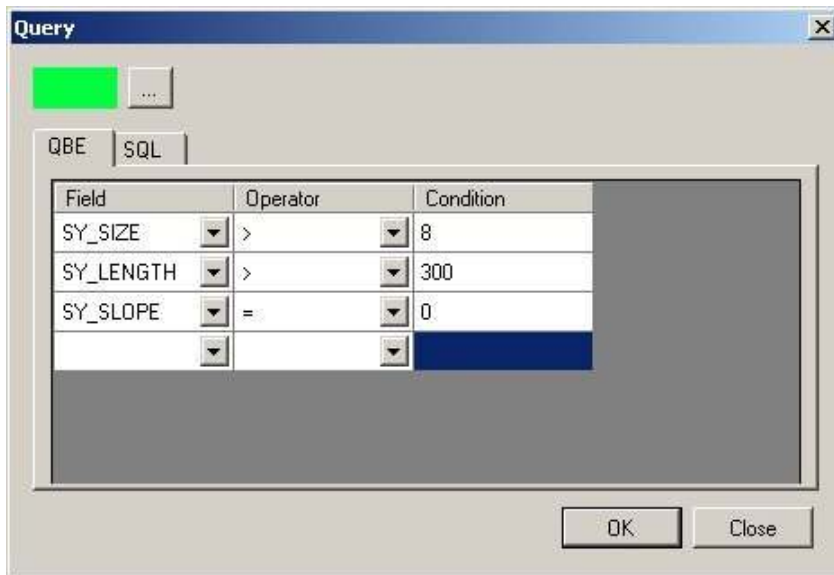 Query
...
QBE SQL
Field Operator Condition
SY_SIZE > 8
SY_LENGTH > 300
SY_SLOPE = 0
OK Close